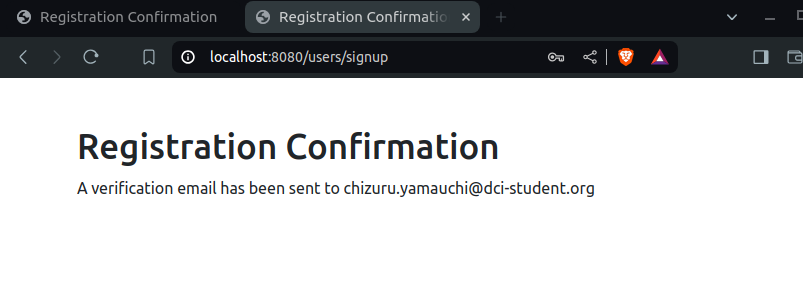 Registration Confirmation
Registration Confirmatio
localhost:8080/users/signup
Registration Confirmation
A verification email has been sent to chizuru.yamauchi@dci-student.org